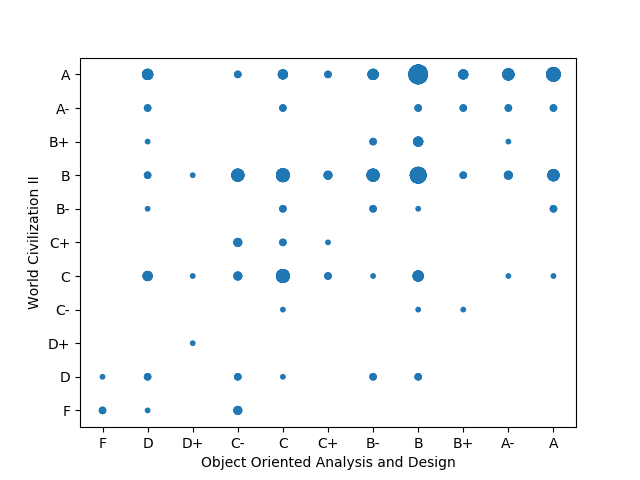 World Civilization II
A
A-
B+
B
B-
C+
C
C-
D+
D
F
F D D+ C- C C+ B- B B+ A- A
Object Oriented Analysis and Design